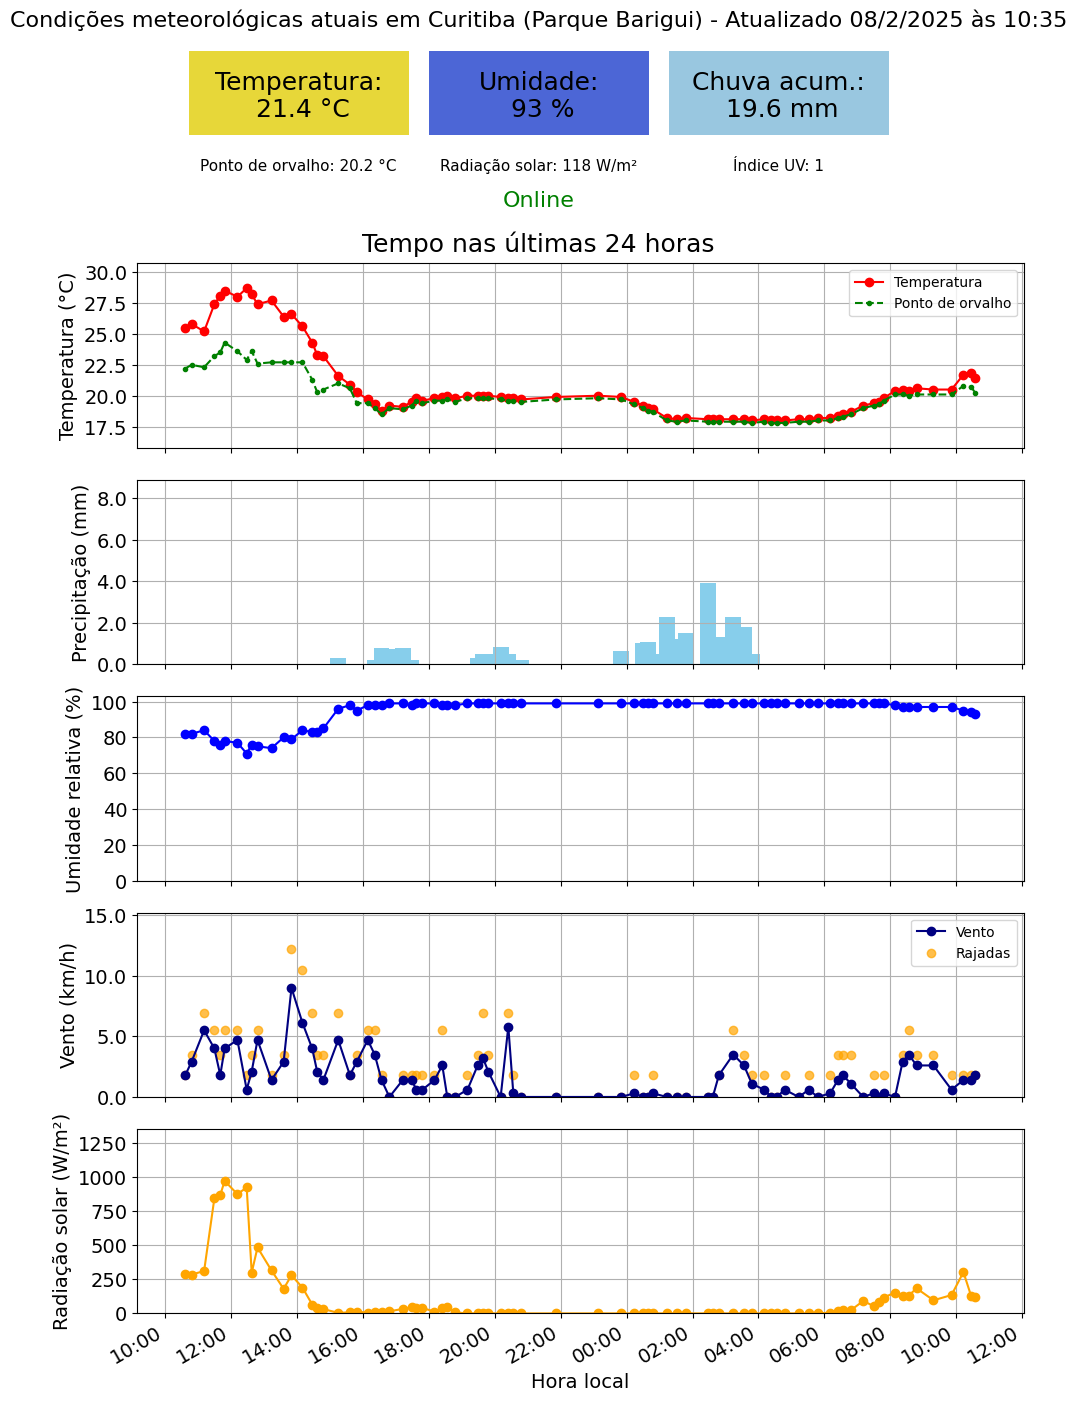 Condições meteorológicas atuais em Curitiba (Parque Barigui) - Atualizado 08/2/2025 às 10:35
Temperatura:
21.4 °C
Umidade:
93 %
Chuva acum.:
19.6 mm
Ponto de orvalho: 20.2 °C
Radiação solar: 118 W/m²
Índice UV: 1
Online
Tempo nas últimas 24 horas
Temperatura (°C)
30.0
27.5
25.0
22.5
20.0
17.5
Temperatura
Ponto de orvalho
Precipitação (mm)
8.0
6.0
4.0
2.0
0.0
Umidade relativa (%)
100
80
60
40
20
0
Vento (km/h)
15.0
10.0
5.0
0.0
Vento
Rajadas
Radiação solar (W/m²)
1250
1000
750
500
250
0
10:00
12:00
14:00
16:00
18:00
20:00
22:00
00:00
02:00
04:00
06:00
08:00
10:00
12:00
Hora local